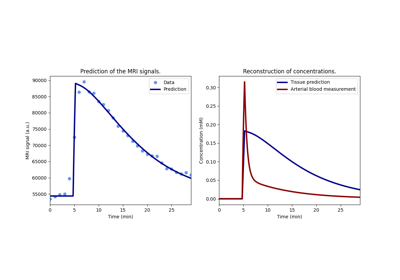 Prediction of the MRI signals.
Data
Prediction
MRI signal (a.u.)
90000
85000
80000
75000
70000
65000
60000
55000
0 5 10 15 20 25
Time (min)
Reconstruction of concentrations.
Tissue prediction
Arterial blood measurement
Concentration (mM)
0.30
0.25
0.20
0.15
0.10
0.05
0.00
0 5 10 15 20 25
Time (min)